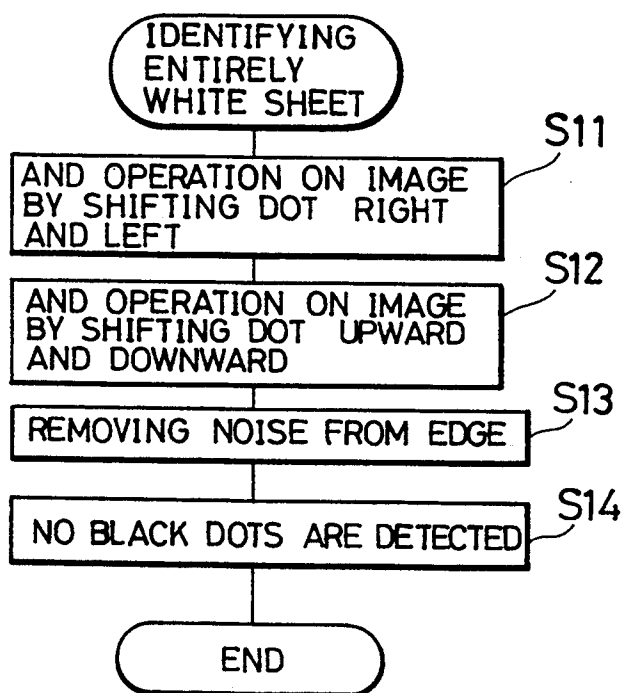 IDENTIFYING
ENTIRELY
WHITE SHEET
S11
AND OPERATION ON IMAGE
BY SHIFTING DOT RIGHT
AND LEFT
S12
AND OPERATION ON IMAGE
BY SHIFTING DOT UPWARD
AND DOWNWARD
S13
REMOVING NOISE FROM EDGE
S14
NO BLACK DOTS ARE DETECTED
END